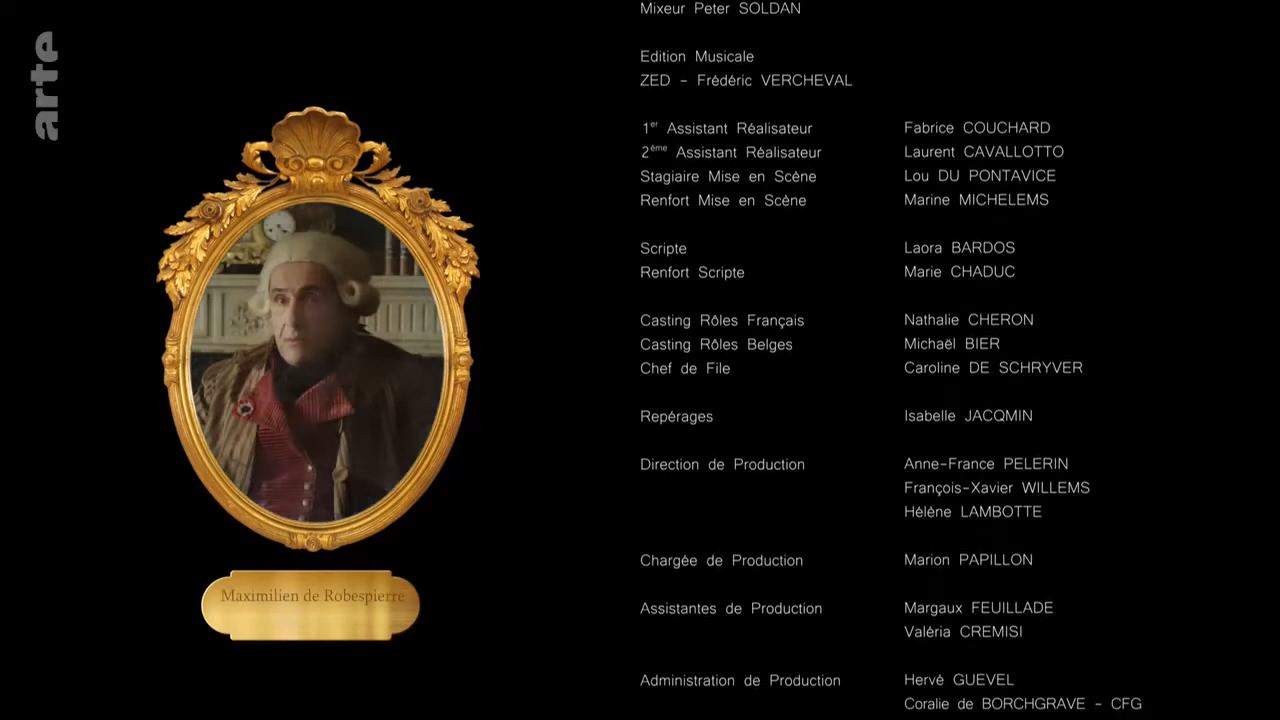 arte
Mixeur Peter SOLDAN
Edition Musicale
ZED - Frédéric VERCHEVAL
1er Assistant Réalisateur Fabrice COUCHARD
2ème Assistant Réalisateur Laurent CAVALLOTTO
Stagiaire Mise en Scène Lou DU PONTAVICE
Renfort Mise en Scène Marine MICHELEMS
Scripte Laora BARDOS
Renfort Scripte Marie CHADUC
Casting Rôles Français Nathalie CHERON
Casting Rôles Belges Michaël BIER
Chef de File Caroline DE SCHRYVER
Repérages Isabelle JACQMIN
Direction de Production Anne-France PELERIN
François-Xavier WILLEMS
Hélène LAMBOTTE
Chargée de Production Marion PAPILLON
Assistantes de Production Margaux FEUILLADE
Valéria CREMISI
Administration de Production Hervé GUEVEL
Coralie de BORCHGRAVE - CFG
Maximilien de Robespierre